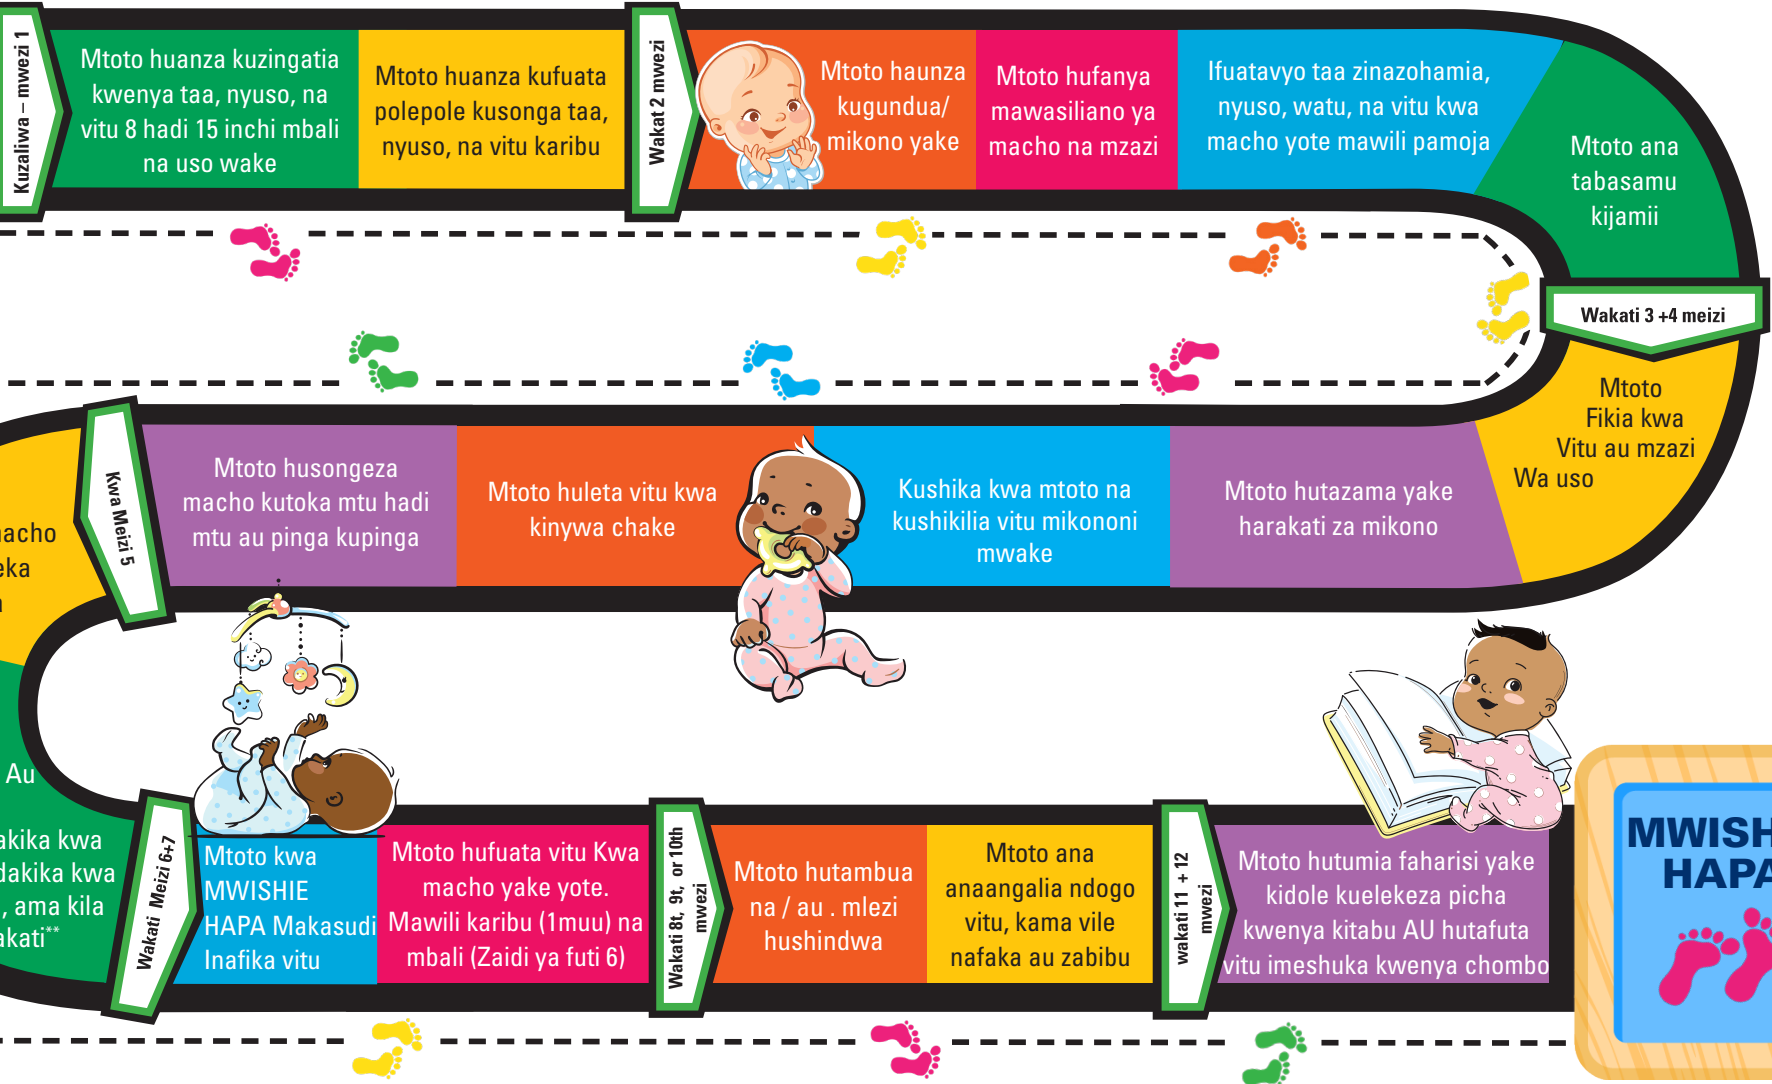 Kuzaliwa – mwezi 1
Mtoto huanza kuzingatia
kwenya taa, nyuso, na
vitu 8 hadi 15 inchi mbali
na uso wake
Mtoto huanza kufuata
polepole kusonga taa,
nyuso, na vitu karibu
Wakat 2 mwezi
Mtoto haunza
kugundua/
mikono yake
Mtoto hufanya
mawasiliano ya
macho na mzazi
Ifuatavyo taa zinazohamia,
nyuso, watu, na vitu kwa
macho yote mawili pamoja
Mtoto ana
tabasamu
kijamii
Wakati 3 +4 meizi
Mtoto
Fikia kwa
Vitu au mzazi
Wa uso
Mtoto hutazama yake
harakati za mikono
Kushika kwa mtoto na
kushikilia vitu mikononi
mwake
Mtoto huleta vitu kwa
kinywa chake
Mtoto husongeza
macho kutoka mtu hadi
mtu au pinga kupinga
Kwa Meizi 5
Au
kwa
dakika kwa
, ama kila
Wakati Meizi 6+7
Mtoto kwa
MWISHIE
HAPA Makasudi
Inafika vitu
Mtoto hufuata vitu Kwa
macho yake yote.
Mawili karibu (1muu) na
mbali (Zaidi ya futi 6)
Wakati 8t, 9t, or 10th
mwezi
Mtoto hutambua
na / au . mlezi
hushindwa
Mtoto ana
anaangalia ndogo
vitu, kama vile
nafaka au zabibu
wakati 11 + 12
mwezi
Mtoto hutumia faharisi yake
kidole kuelekeza picha
kwenya kitabu AU hutafuta
vitu imeshuka kwenya chombo
HAPA